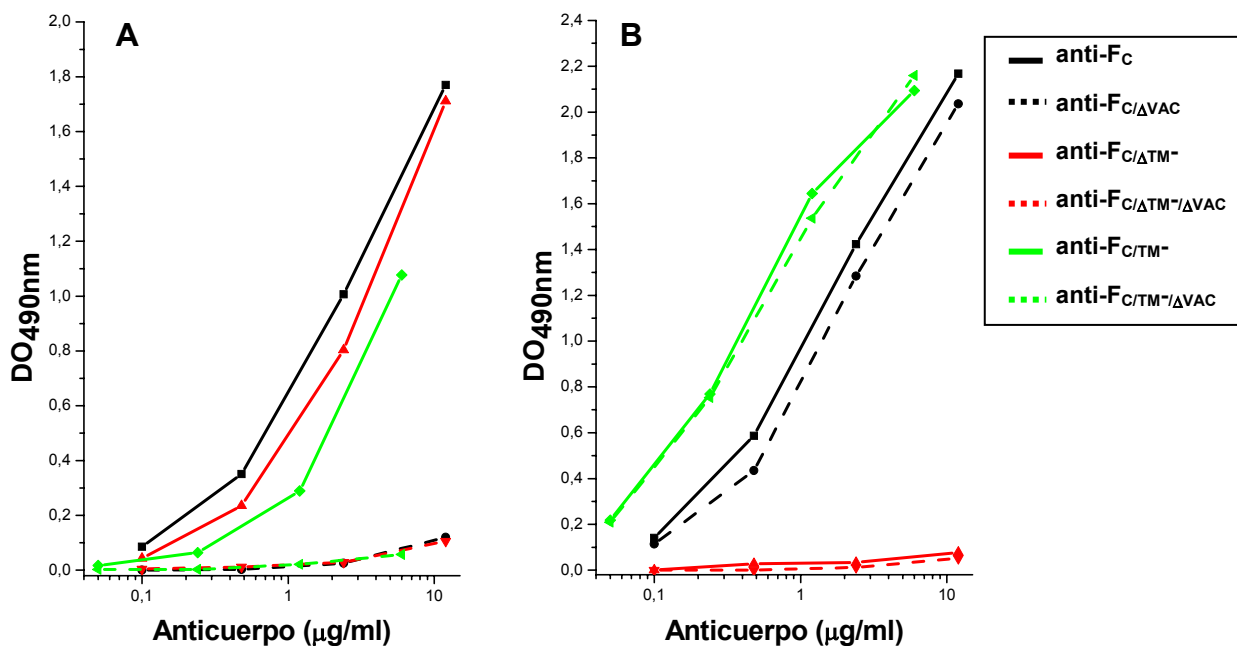 A
DO490nm
2,0
1,8
1,6
1,4
1,2
1,0
0,8
0,6
0,4
0,2
0,0
0,1
1
10
Anticuerpo (μg/ml)
B
DO490nm
2,2
2,0
1,8
1,6
1,4
1,2
1,0
0,8
0,6
0,4
0,2
0,0
0,1
1
10
Anticuerpo (μg/ml)
anti-FC
anti-FC/ΔVAC
anti-FC/ΔTM-
anti-FC/ΔTM-/ΔVAC
anti-FC/TM-
anti-FC/TM-/ΔVAC